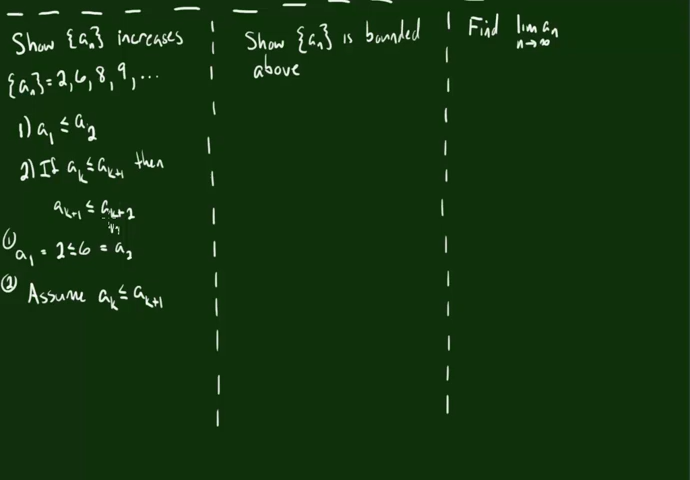 Show {aₙ} increases
{aₙ} = 2, 6, 8, 9, ...
1) a₁ ≤ a₂
2) If aₖ ≤ aₖ₊₁ then
aₖ₊₁ ≤ aₖ₊₂
① a₁ = 2 ≤ 6 = a₂
② Assume aₖ ≤ aₖ₊₁
Show {aₙ} is bounded
above
Find lim aₙ
n→∞